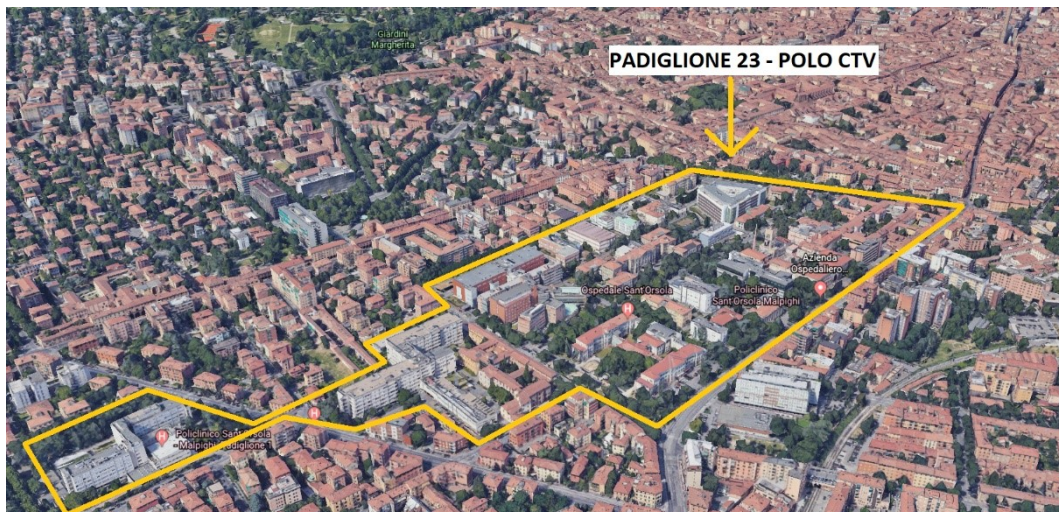 Giardini
Margherita
PADIGLIONE 23 - POLO CTV
Azienda
Ospedaliero...
Ospedale Sant'Orsola
H
Policlinico
Sant'Orsola Malpighi
H
H
Policlinico Sant'Orsola
- Malpighi Padiglione